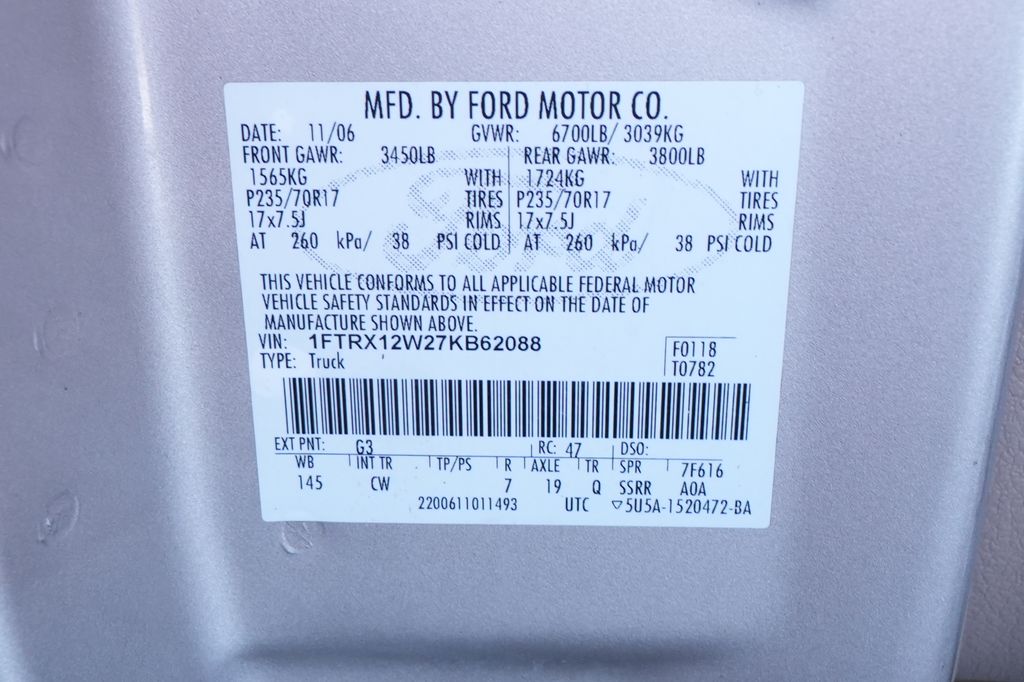 MFD. BY FORD MOTOR CO.
DATE: 11/06 GVWR: 6700LB/ 3039KG
FRONT GAWR: 3450LB REAR GAWR: 3800LB
1565KG WITH 1724KG WITH
P235/70R17 TIRES P235/70R17 TIRES
17x7.5J RIMS 17x7.5J RIMS
AT 260 kPa/ 38 PSI COLD AT 260 kPa/ 38 PSI COLD
Ford
THIS VEHICLE CONFORMS TO ALL APPLICABLE FEDERAL MOTOR
VEHICLE SAFETY STANDARDS IN EFFECT ON THE DATE OF
MANUFACTURE SHOWN ABOVE.
VIN: 1FTRX12W27KB62088 F0118
TYPE: Truck T0782
EXT PNT: G3 RC: 47 DSO:
WB INT TR TP/PS R AXLE TR SPR 7F616
145 CW 7 19 Q SSRR A0A
2200611011493 UTC ▽5U5A-1520472-BA